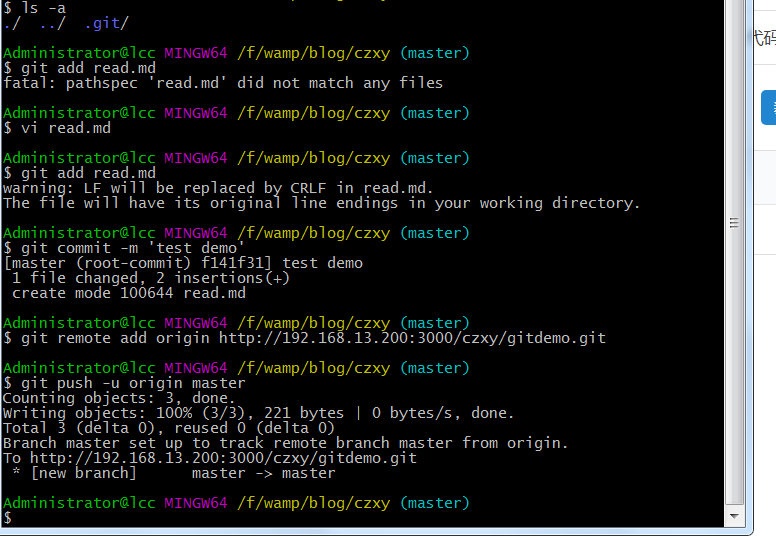 $ ls -a
./  ../  .git/
Administrator@lcc MINGW64 /f/wamp/blog/czxy (master)
$ git add read.md
fatal: pathspec 'read.md' did not match any files
Administrator@lcc MINGW64 /f/wamp/blog/czxy (master)
$ vi read.md
Administrator@lcc MINGW64 /f/wamp/blog/czxy (master)
$ git add read.md
warning: LF will be replaced by CRLF in read.md.
The file will have its original line endings in your working directory.
Administrator@lcc MINGW64 /f/wamp/blog/czxy (master)
$ git commit -m 'test demo'
[master (root-commit) f141f31] test demo
 1 file changed, 2 insertions(+)
 create mode 100644 read.md
Administrator@lcc MINGW64 /f/wamp/blog/czxy (master)
$ git remote add origin http://192.168.13.200:3000/czxy/gitdemo.git
Administrator@lcc MINGW64 /f/wamp/blog/czxy (master)
$ git push -u origin master
Counting objects: 3, done.
Writing objects: 100% (3/3), 221 bytes | 0 bytes/s, done.
Total 3 (delta 0), reused 0 (delta 0)
Branch master set up to track remote branch master from origin.
To http://192.168.13.200:3000/czxy/gitdemo.git
 * [new branch]      master -> master
Administrator@lcc MINGW64 /f/wamp/blog/czxy (master)
$
代码